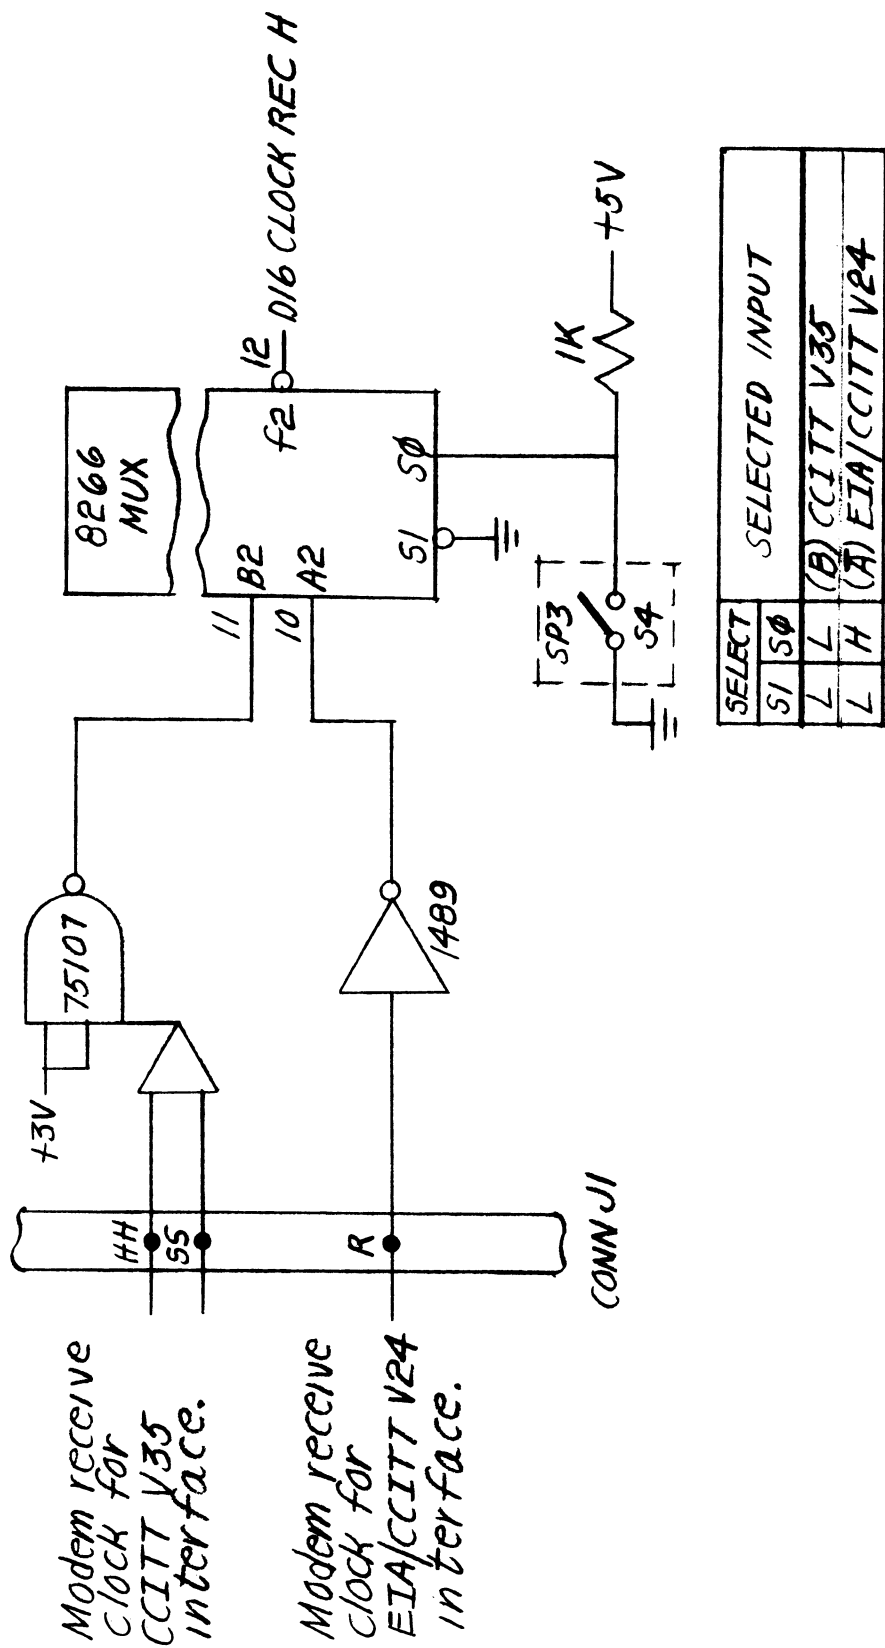 Modem receive
clock for
CCITT V35
interface.
Modem receive
clock for
EIA/CCITT V24
interface.
HH
SS
R
CONN J1
+3V
75107
1489
11
10
8266
MUX
B2
A2
f2
S1
SØ
12
D16 CLOCK REC H
SP3
S4
1K
+5V
SELECT
SELECTED INPUT
S1 SØ
L L (B) CCITT V35
L H (A̅) EIA/CCITT V24